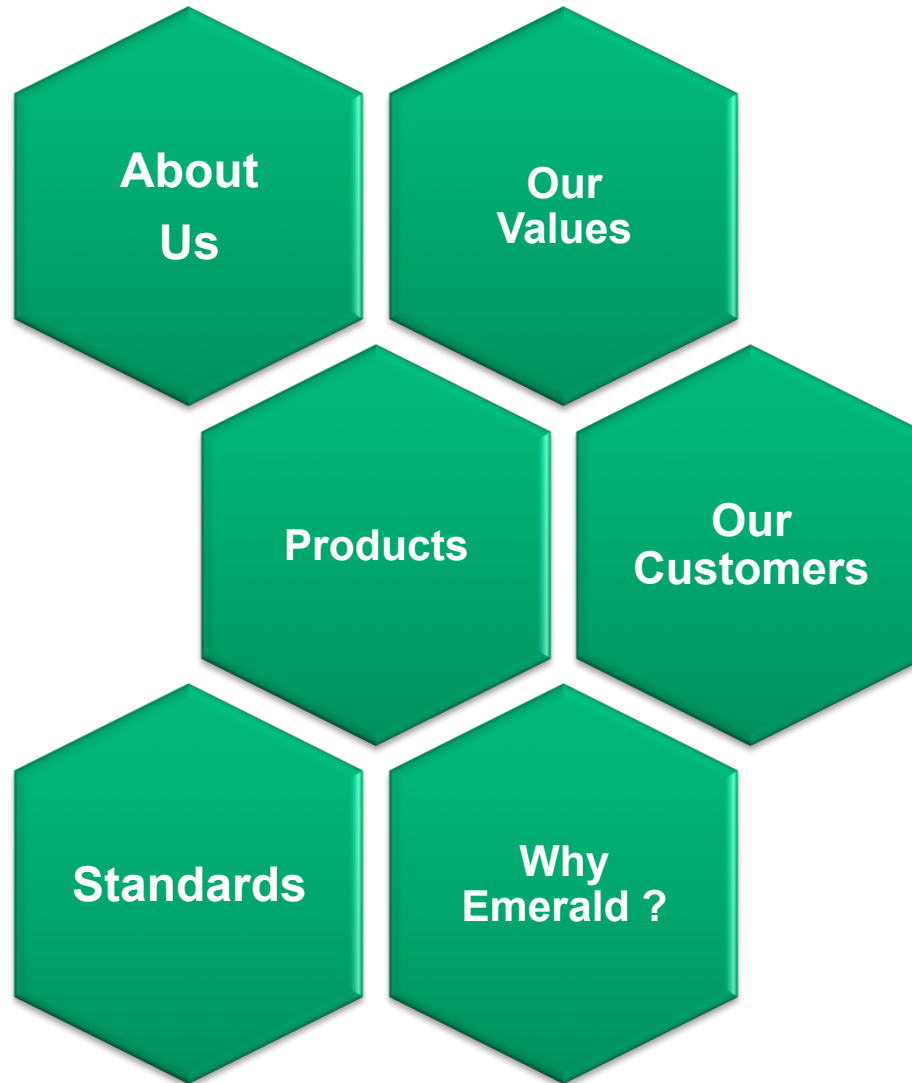 About
Us
Our
Values
Products
Our
Customers
Standards
Why
Emerald ?